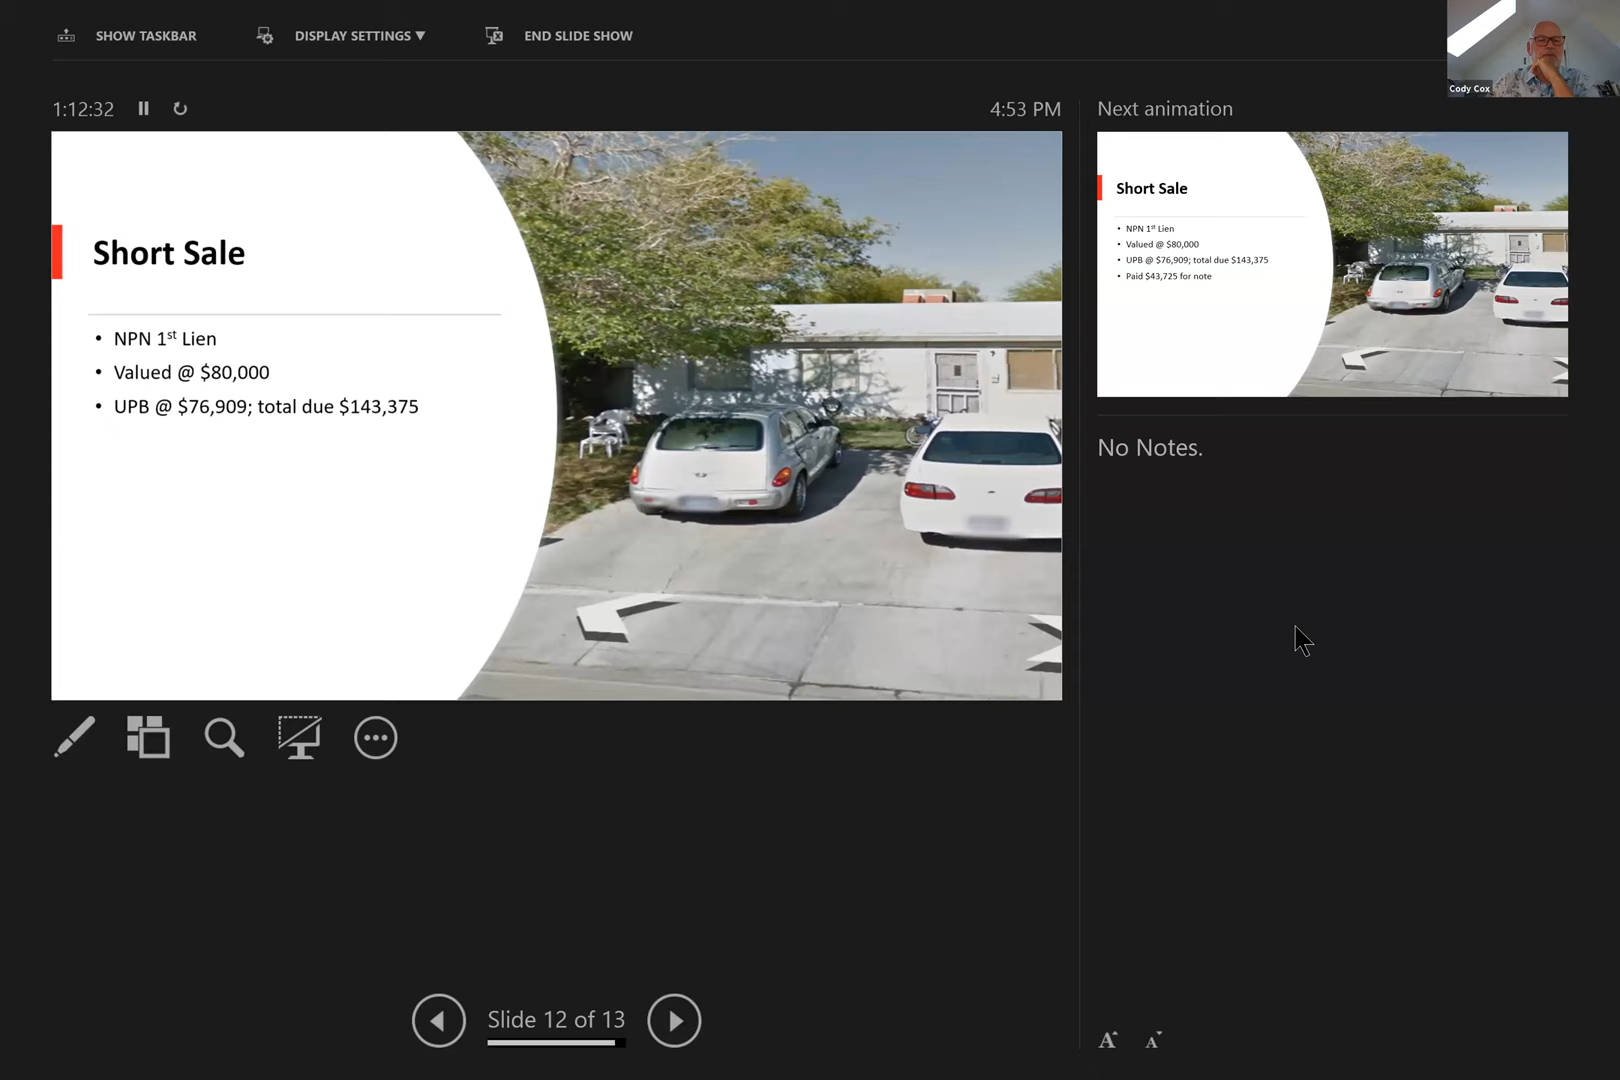 SHOW TASKBAR
DISPLAY SETTINGS ▼
END SLIDE SHOW
Cody Cox
1:12:32
4:53 PM
Next animation
Short Sale
• NPN 1st Lien
• Valued @ $80,000
• UPB @ $76,909; total due $143,375
Short Sale
• NPN 1st Lien
• Valued @ $80,000
• UPB @ $76,909; total due $143,375
• Paid $43,725 for note
No Notes.
Slide 12 of 13
A A